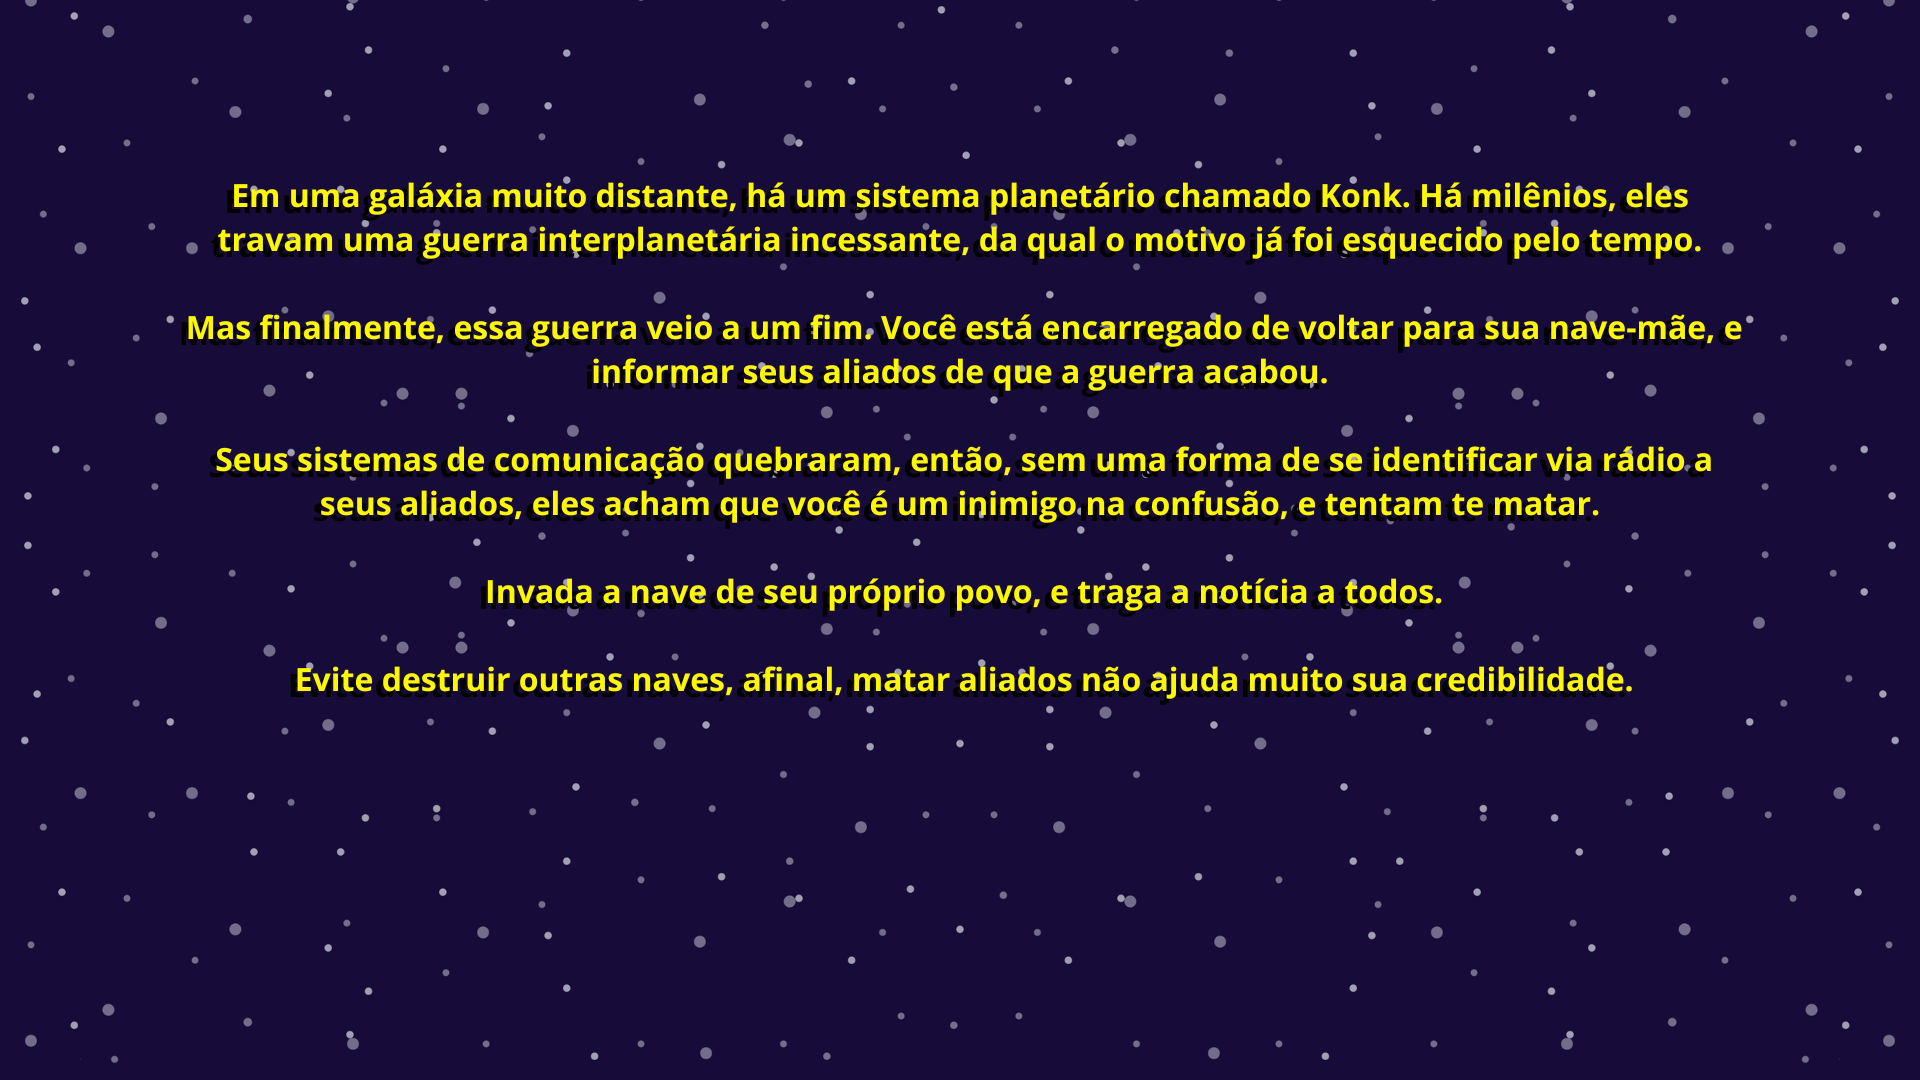 Em uma galáxia muito distante, há um sistema planetário chamado Konk. Há milênios, eles
travam uma guerra interplanetária incessante, da qual o motivo já foi esquecido pelo tempo.
Mas finalmente, essa guerra veio a um fim. Você está encarregado de voltar para sua nave-mãe, e
informar seus aliados de que a guerra acabou.
Seus sistemas de comunicação quebraram, então, sem uma forma de se identificar via rádio a
seus aliados, eles acham que você é um inimigo na confusão, e tentam te matar.
Invada a nave de seu próprio povo, e traga a notícia a todos.
Evite destruir outras naves, afinal, matar aliados não ajuda muito sua credibilidade.